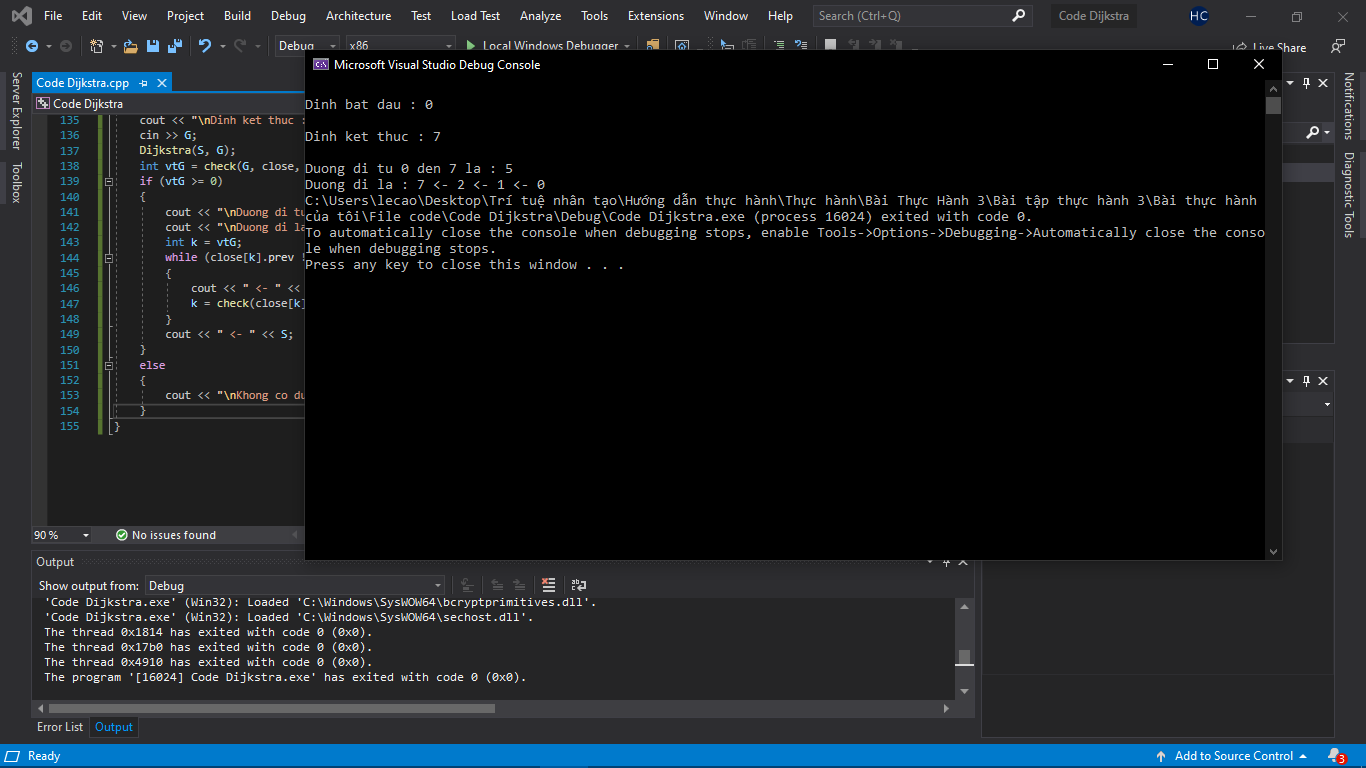 File Edit View Project Build Debug Architecture Test Load Test Analyze Tools Extensions Window Help Search (Ctrl+Q) Code Dijkstra HC
Debug x86 Local Windows Debugger Live Share
Server Explorer
Toolbox
Code Dijkstra.cpp
Code Dijkstra
135 cout << "\nDinh ket thuc :
136 cin >> G;
137 Dijkstra(S, G);
138 int vtG = check(G, close,
139 if (vtG >= 0)
140 {
141 cout << "\nDuong di tu
142 cout << "\nDuong di la
143 int k = vtG;
144 while (close[k].prev !
145 {
146 cout << " <- " <<
147 k = check(close[k]
148 }
149 cout << " <- " << S;
150 }
151 else
152 {
153 cout << "\nKhong co du
154 }
155 }
90 % No issues found
Microsoft Visual Studio Debug Console
Dinh bat dau : 0
Dinh ket thuc : 7
Duong di tu 0 den 7 la : 5
Duong di la : 7 <- 2 <- 1 <- 0
C:\Users\lecao\Desktop\Trí tuệ nhân tạo\Hướng dẫn thực hành\Thực hành\Bài Thực Hành 3\Bài tập thực hành 3\Bài thực hành
của tôi\File code\Code Dijkstra\Debug\Code Dijkstra.exe (process 16024) exited with code 0.
To automatically close the console when debugging stops, enable Tools->Options->Debugging->Automatically close the conso
le when debugging stops.
Press any key to close this window . . .
Notifications
Diagnostic Tools
Output
Show output from: Debug
'Code Dijkstra.exe' (Win32): Loaded 'C:\Windows\SysWOW64\bcryptprimitives.dll'.
'Code Dijkstra.exe' (Win32): Loaded 'C:\Windows\SysWOW64\sechost.dll'.
The thread 0x1814 has exited with code 0 (0x0).
The thread 0x17b0 has exited with code 0 (0x0).
The thread 0x4910 has exited with code 0 (0x0).
The program '[16024] Code Dijkstra.exe' has exited with code 0 (0x0).
Error List Output
Ready Add to Source Control 3